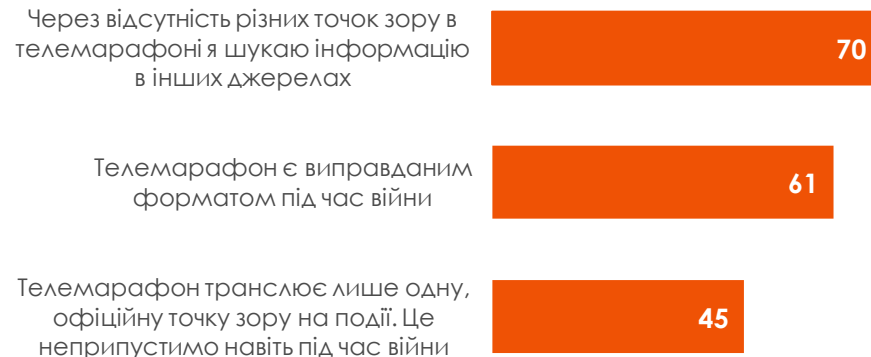 Через відсутність різних точок зору в
телемарафоні я шукаю інформацію
в інших джерелах
70
Телемарафон є виправданим
форматом під час війни
61
Телемарафон транслює лише одну,
офіційну точку зору на події. Це
неприпустимо навіть під час війни
45